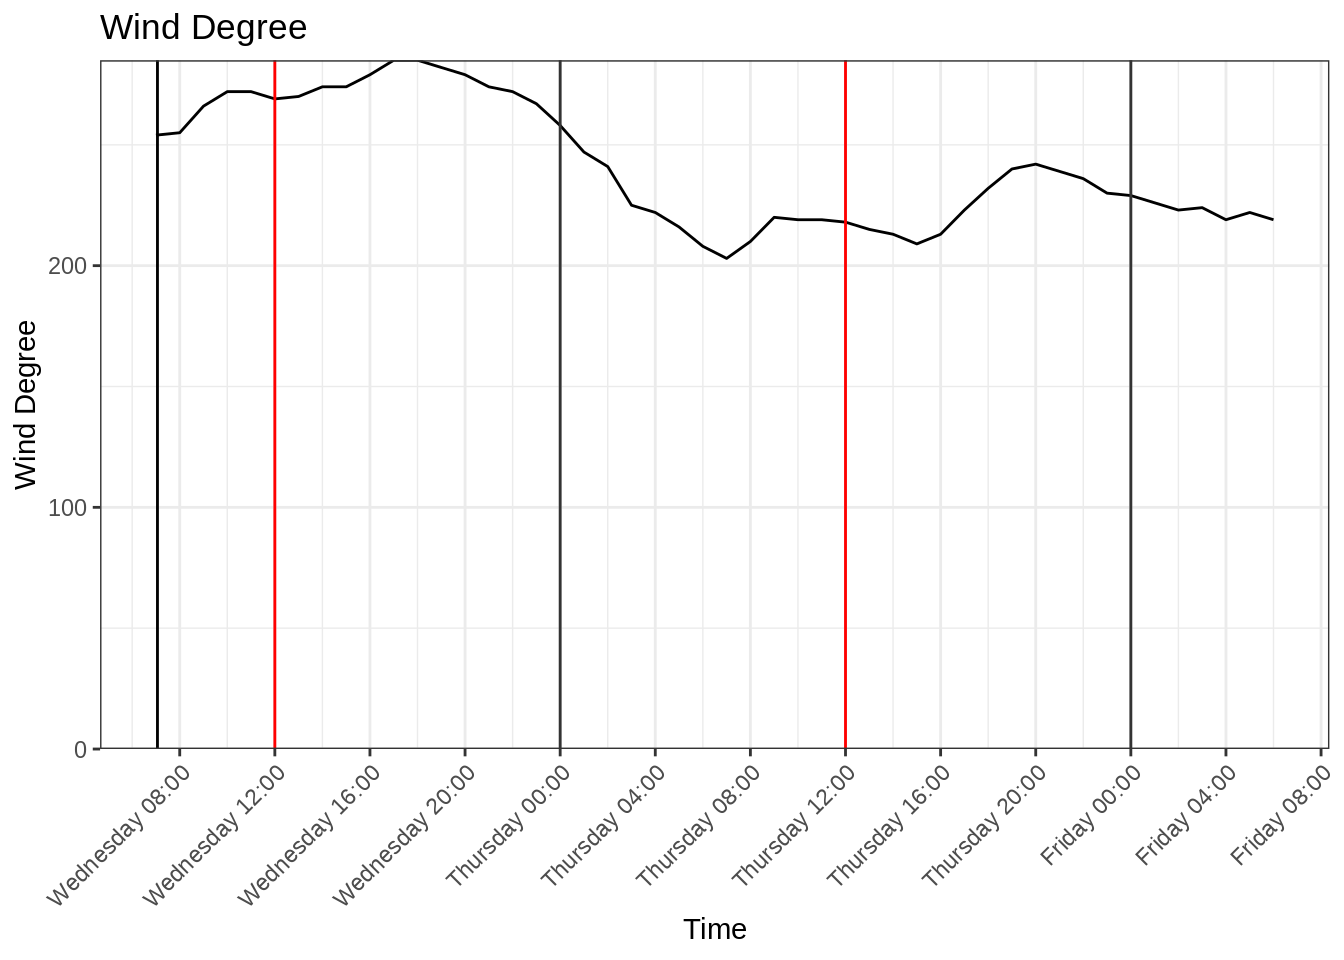 Wind Degree
Wind Degree
200
100
0
Wednesday 08:00
Wednesday 12:00
Wednesday 16:00
Wednesday 20:00
Thursday 00:00
Thursday 04:00
Thursday 08:00
Thursday 12:00
Thursday 16:00
Thursday 20:00
Friday 00:00
Friday 04:00
Friday 08:00
Time